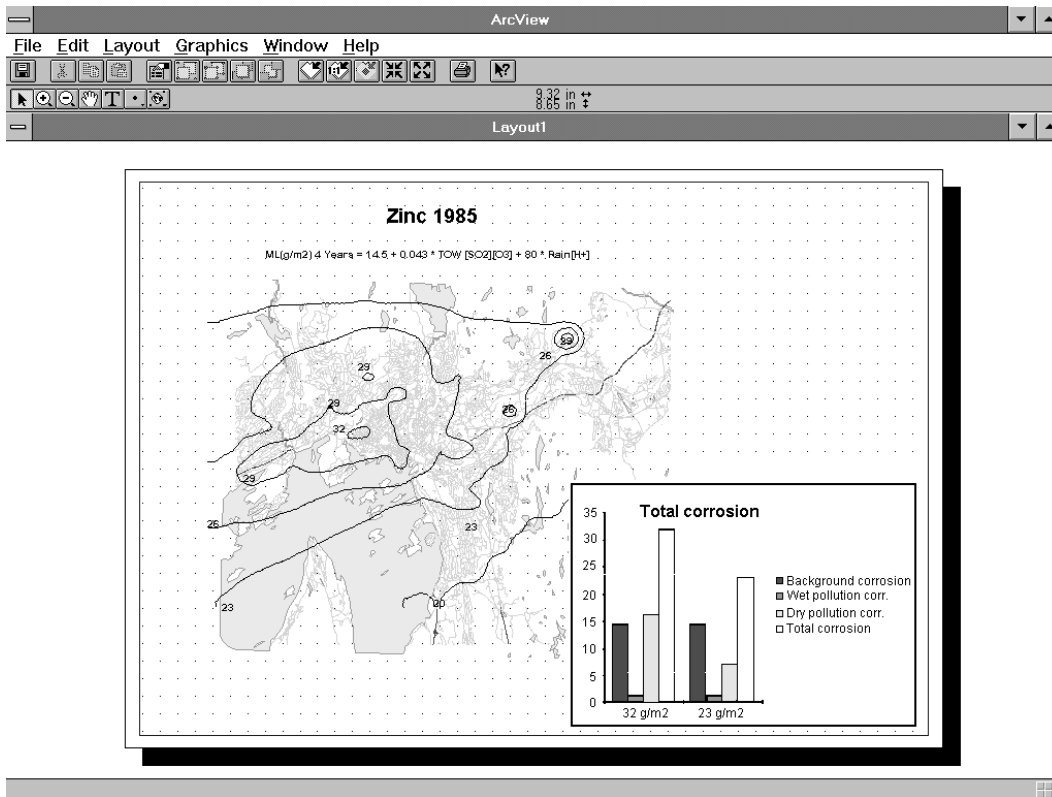 ArcView
File Edit Layout Graphics Window Help
T
9.32 in
8.65 in
Layout1
Zinc 1985
ML(g/m2) 4 Years = 14.5 + 0.043 * TOW [SO2][O3] + 80 * Rain[H+]
29
26
29
26
29
32
29
26
23
23
20
Total corrosion
35
30
25
20
15
10
5
0
32 g/m2 23 g/m2
Background corrosion
Wet pollution corr.
Dry pollution corr.
Total corrosion